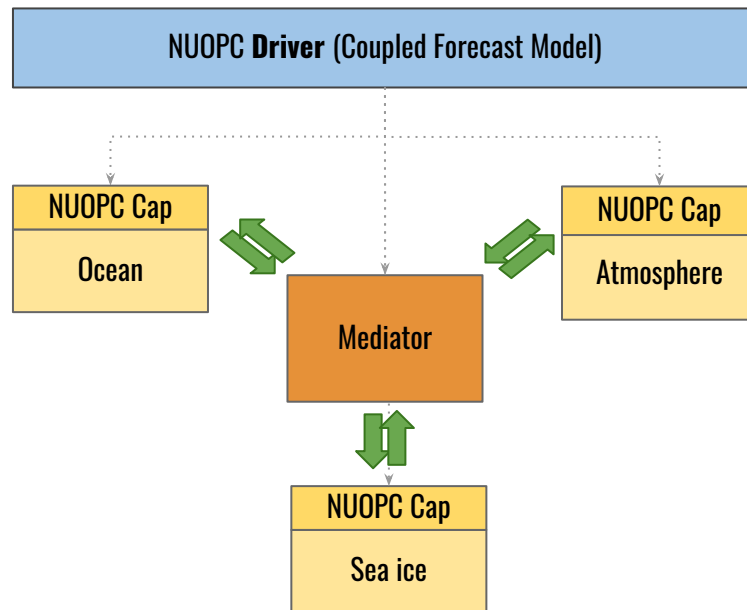 NUOPC Driver (Coupled Forecast Model)
NUOPC Cap
Ocean
NUOPC Cap
Atmosphere
Mediator
NUOPC Cap
Sea ice